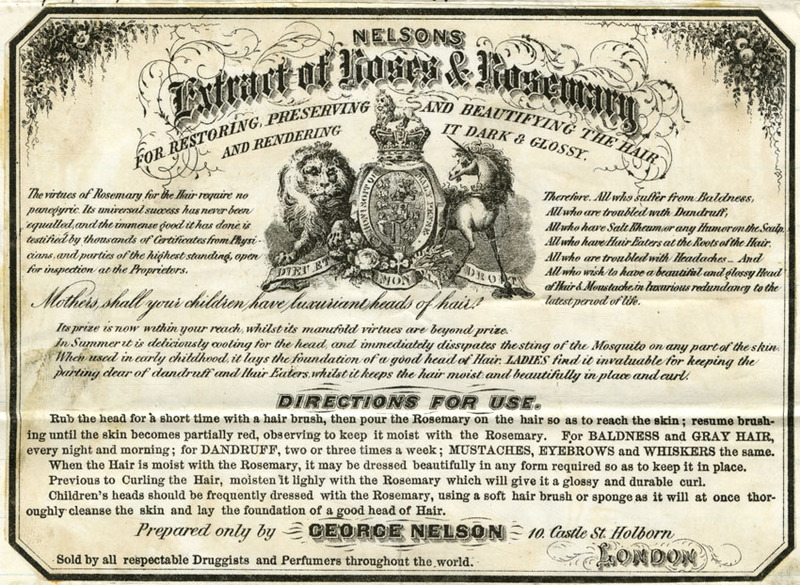 NELSONS
Extract of Roses & Rosemary
FOR RESTORING, PRESERVING AND BEAUTIFYING THE HAIR
AND RENDERING IT DARK & GLOSSY.
The virtues of Rosemary for the Hair require no
panegyric. Its universal success has never been
equalled, and the immense good it has done, is
testified by thousands of Certificates from Physi-
cians, and parties of the highest standing, open
for inspection at the Proprietors.
HONI SOIT QUI MAL Y PENSE
DIEU ET MON DROIT
Therefore. All who suffer from Baldness,
All who are troubled with Dandruff,
All who have Salt Rheum, or any Humor on the Scalp,
All who have Hair Eaters at the Roots of the Hair.
All who are troubled with Headaches... And
All who wish to have a beautiful and glossy Head
of Hair & Moustache in luxurious redundancy to the
latest period of life.
Mothers, shall your children have luxuriant heads of hair?
Its prize is now within your reach, whilst its manifold virtues are beyond prize.
In Summer it is deliciously cooling for the head, and immediately dissipates the sting of the Mosquito on any part of the skin.
When used in early childhood, it lays the foundation of a good head of Hair. LADIES find it invaluable for keeping the
parting clear of dandruff and Hair Eaters, whilst it keeps the hair moist and beautifully in place and curl.
DIRECTIONS FOR USE.
Rub the head for a short time with a hair brush, then pour the Rosemary on the hair so as to reach the skin; resume brush-
ing until the skin becomes partially red, observing to keep it moist with the Rosemary. For BALDNESS and GRAY HAIR,
every night and morning; for DANDRUFF, two or three times a week; MUSTACHES, EYEBROWS and WHISKERS the same.
When the Hair is moist with the Rosemary, it may be dressed beautifully in any form required so as to keep it in place.
Previous to Curling the Hair, moisten it lighly with the Rosemary which will give it a glossy and durable curl.
Children's heads should be frequently dressed with the Rosemary, using a soft hair brush or sponge as it will at once thor-
oughly cleanse the skin and lay the foundation of a good head of Hair.
Prepared only by GEORGE NELSON 10. Castle St. Holborn
LONDON
Sold by all respectable Druggists and Perfumers throughout the world.